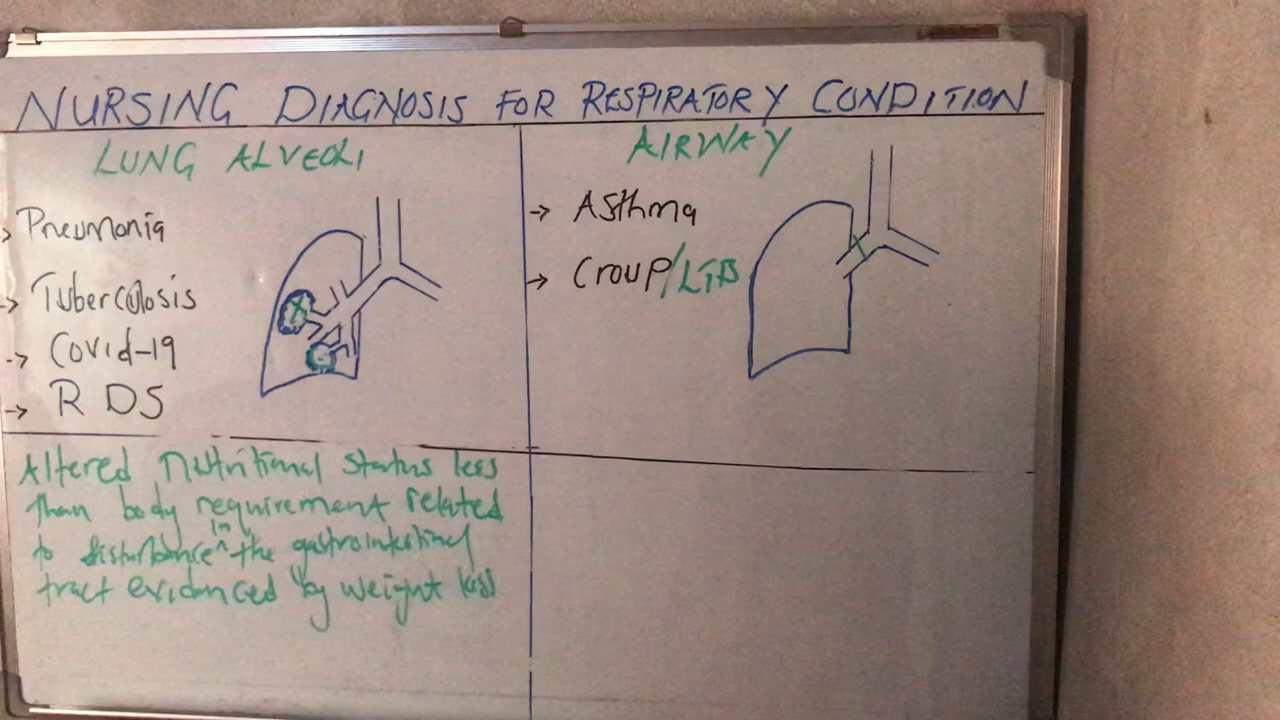 NURSING DIAGNOSIS FOR RESPIRATORY CONDITION
LUNG ALVEOLI
→ Pneumonia
→ Tuberculosis
→ Covid-19
→ RDS
AIRWAY
→ Asthma
→ Croup/LTB
Altered Nutritional status less
than body requirement related
to disturbance ^in the gastrointestinal
tract evidanced by weight loss